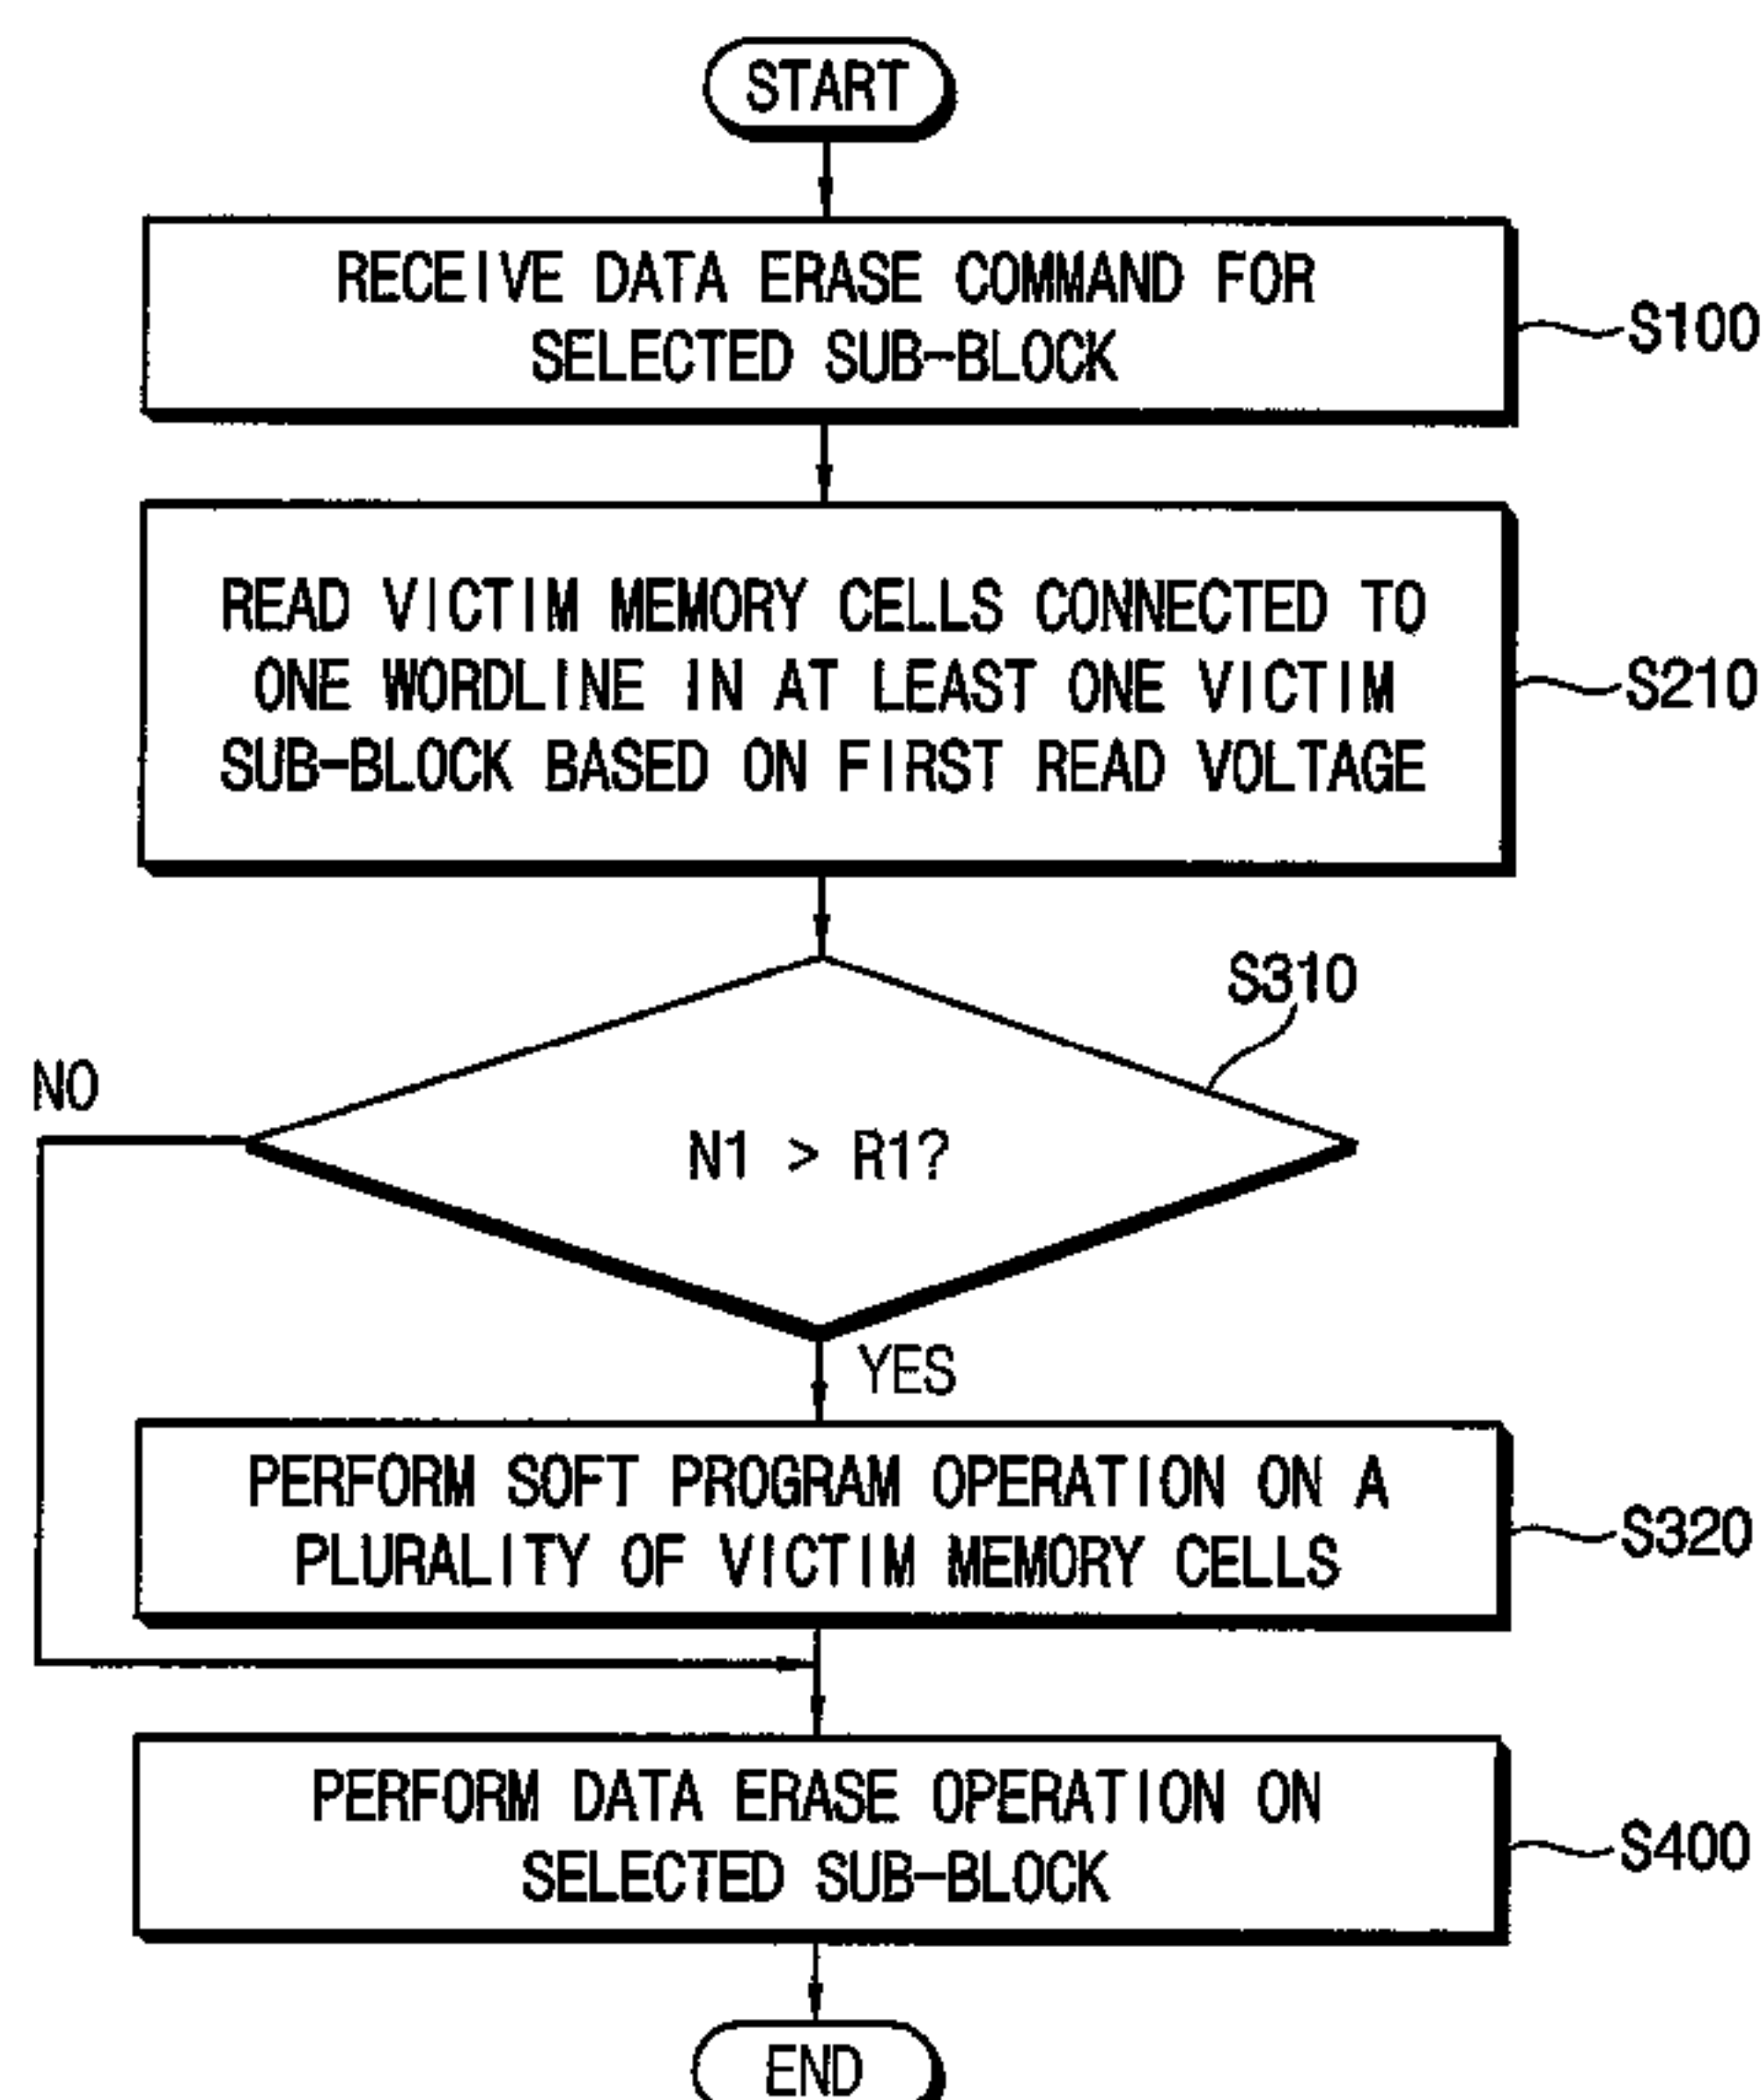 START
RECEIVE DATA ERASE COMMAND FOR
SELECTED SUB-BLOCK
S100
READ VICTIM MEMORY CELLS CONNECTED TO
ONE WORDLINE IN AT LEAST ONE VICTIM
SUB-BLOCK BASED ON FIRST READ VOLTAGE
S210
S310
NO
N1 > R1?
YES
PERFORM SOFT PROGRAM OPERATION ON A
PLURALITY OF VICTIM MEMORY CELLS
S320
PERFORM DATA ERASE OPERATION ON
SELECTED SUB-BLOCK
S400
END